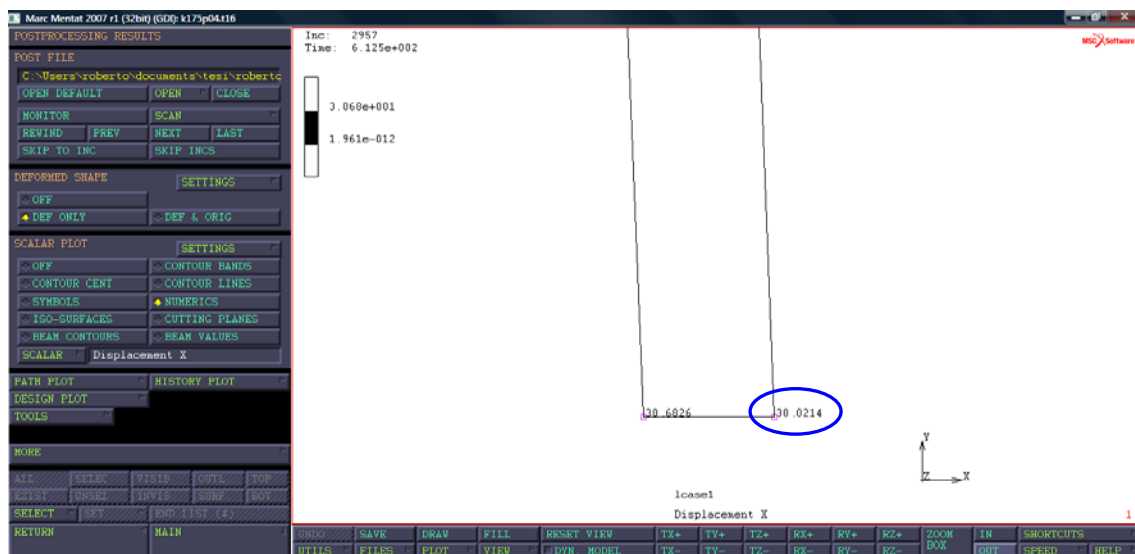 Marc Mentat 2007 r1 (32bit) (GDI): k175p04.t16
POSTPROCESSING RESULTS
POST FILE
C:\Users\roberto\documents\tesi\robertc
OPEN DEFAULT OPEN CLOSE
MONITOR SCAN
REWIND PREV NEXT LAST
SKIP TO INC SKIP INCS
DEFORMED SHAPE SETTINGS
OFF
DEF ONLY DEF & ORIG
SCALAR PLOT SETTINGS
OFF CONTOUR BANDS
CONTOUR CENT CONTOUR LINES
SYMBOLS NUMERICS
ISO-SURFACES CUTTING PLANES
BEAM CONTOURS BEAM VALUES
SCALAR Displacement X
PATH PLOT HISTORY PLOT
DESIGN PLOT
TOOLS
MORE
ALL SELEC VISIB OUTL TOP
EXIST UNSEL INVIS SURF BOT
SELECT SET END LIST (#)
RETURN MAIN
Inc: 2957
Time: 6.125e+002
MSC Software
3.068e+001
1.961e-012
30.6826
30.0214
Y
Z X
lcase1
Displacement X
1
UNDO SAVE DRAW FILL RESET VIEW TX+ TY+ TZ+ RX+ RY+ RZ+ ZOOM IN SHORTCUTS
UTILS FILES PLOT VIEW DYN. MODEL TX- TY- TZ- RX- RY- RZ- BOX OUT SPEED HELP